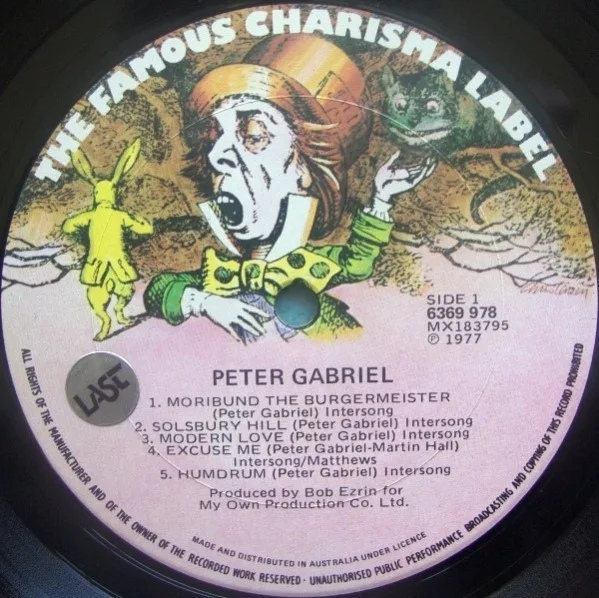 THE FAMOUS CHARISMA LABEL
SIDE 1
6369 978
MX183795
Ⓟ 1977
LAST
PETER GABRIEL
1. MORIBUND THE BURGERMEISTER
(Peter Gabriel) Intersong
2. SOLSBURY HILL (Peter Gabriel) Intersong
3. MODERN LOVE (Peter Gabriel) Intersong
4. EXCUSE ME (Peter Gabriel-Martin Hall)
Intersong/Matthews
5. HUMDRUM (Peter Gabriel) Intersong
Produced by Bob Ezrin for
My Own Production Co. Ltd.
MADE AND DISTRIBUTED IN AUSTRALIA UNDER LICENCE
ALL RIGHTS OF THE MANUFACTURER AND OF THE OWNER OF THE RECORDED WORK RESERVED · UNAUTHORISED PUBLIC PERFORMANCE BROADCASTING AND COPYING OF THIS RECORD PROHIBITED